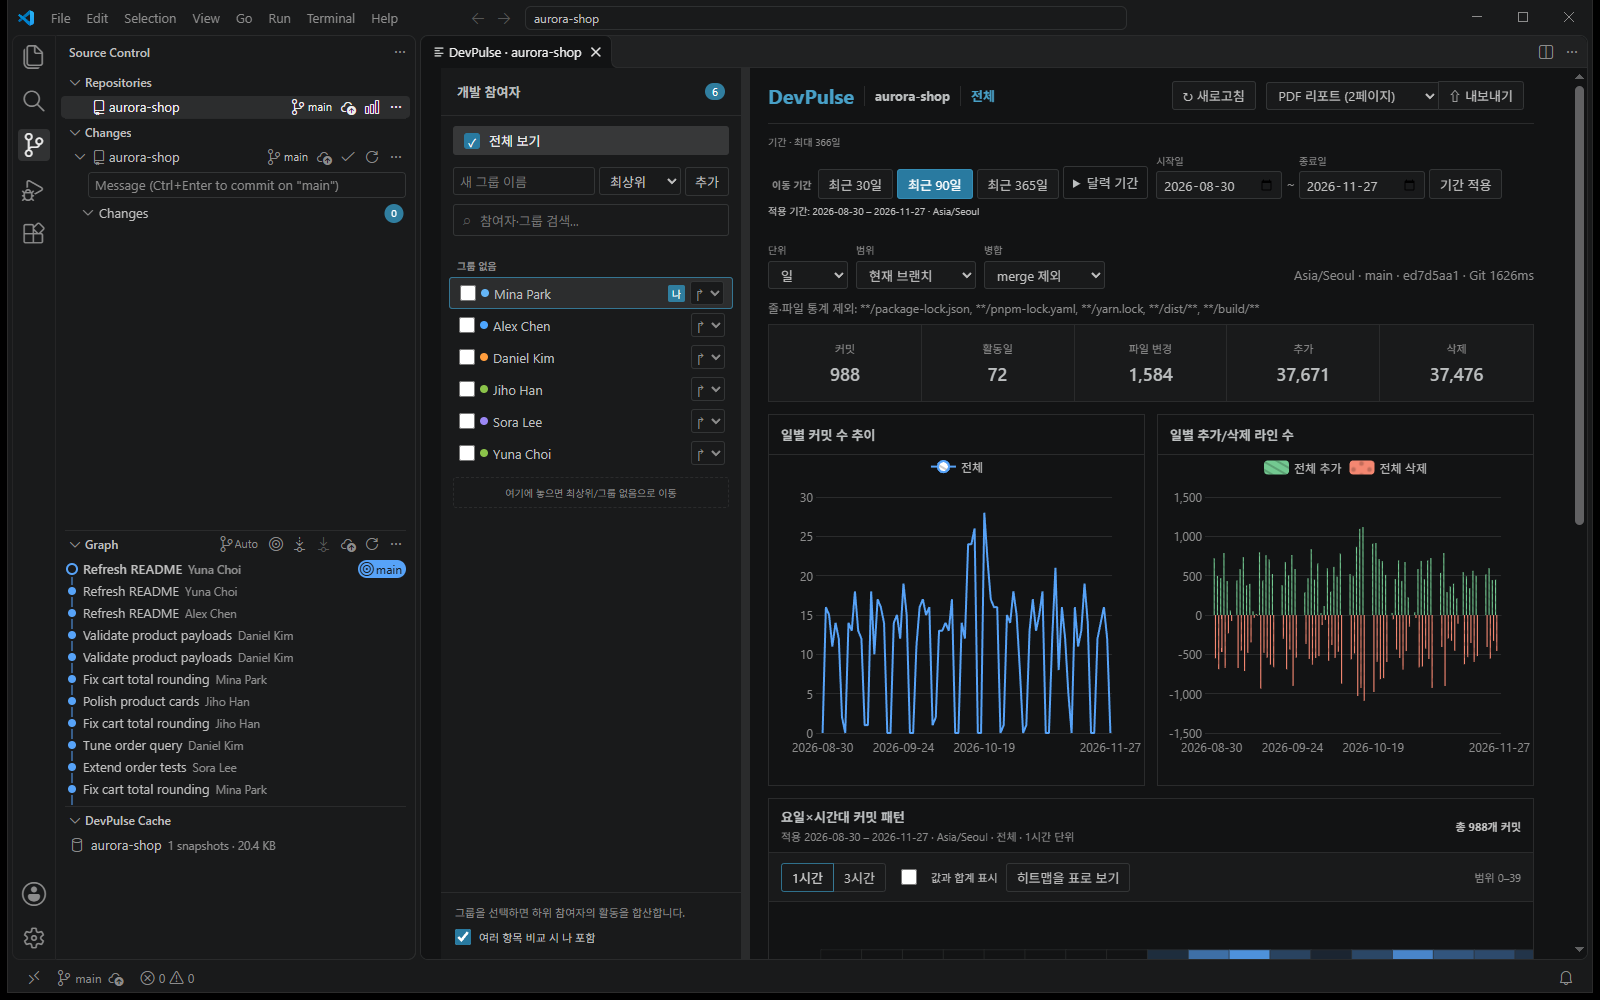 File Edit Selection View Go Run Terminal Help
aurora-shop
Source Control
Repositories
aurora-shop main
Changes
aurora-shop main
Message (Ctrl+Enter to commit on "main")
Changes 0
Graph Auto
Refresh README Yuna Choi main
Refresh README Yuna Choi
Refresh README Alex Chen
Validate product payloads Daniel Kim
Validate product payloads Daniel Kim
Fix cart total rounding Mina Park
Polish product cards Jiho Han
Fix cart total rounding Jiho Han
Tune order query Daniel Kim
Extend order tests Sora Lee
Fix cart total rounding Mina Park
DevPulse Cache
aurora-shop 1 snapshots · 20.4 KB
DevPulse · aurora-shop
개발 참여자 6
전체 보기
새 그룹 이름 최상위 추가
참여자·그룹 검색...
그룹 없음
Mina Park 나
Alex Chen
Daniel Kim
Jiho Han
Sora Lee
Yuna Choi
여기에 놓으면 최상위/그룹 없음으로 이동
그룹을 선택하면 하위 참여자의 활동을 합산합니다.
여러 항목 비교 시 나 포함
DevPulse aurora-shop 전체 ↻ 새로고침 PDF 리포트 (2페이지) ⇧ 내보내기
기간 · 최대 366일
시작일 종료일
이동 기간 최근 30일 최근 90일 최근 365일 ▶ 달력 기간 2026-08-30 ~ 2026-11-27 기간 적용
적용 기간: 2026-08-30 – 2026-11-27 · Asia/Seoul
단위 범위 병합
일 현재 브랜치 merge 제외 Asia/Seoul · main · ed7d5aa1 · Git 1626ms
줄·파일 통계 제외: **/package-lock.json, **/pnpm-lock.yaml, **/yarn.lock, **/dist/**, **/build/**
커밋 활동일 파일 변경 추가 삭제
988 72 1,584 37,671 37,476
일별 커밋 수 추이
전체
30
25
20
15
10
5
0
2026-08-30 2026-09-24 2026-10-19 2026-11-27
일별 추가/삭제 라인 수
전체 추가 전체 삭제
1,500
1,000
500
0
-500
-1,000
-1,500
2026-08-30 2026-09-24 2026-10-19 2026-11-27
요일×시간대 커밋 패턴
적용 2026-08-30 – 2026-11-27 · Asia/Seoul · 전체 · 1시간 단위
총 988개 커밋
1시간 3시간 값과 합계 표시 히트맵을 표로 보기 범위 0–39
main 0 0